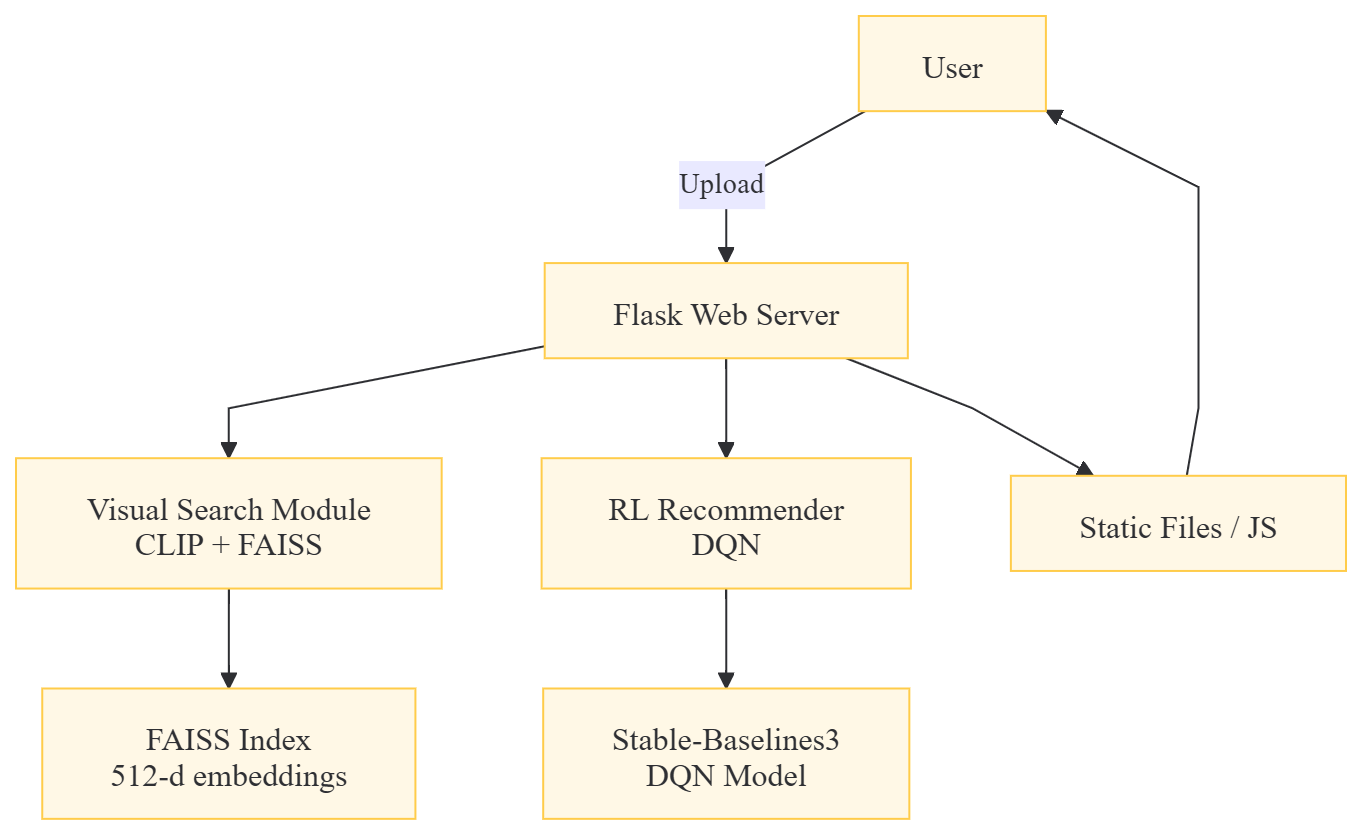 User
Upload
Flask Web Server
Visual Search Module
CLIP + FAISS
RL Recommender
DQN
Static Files / JS
FAISS Index
512-d embeddings
Stable-Baselines3
DQN Model